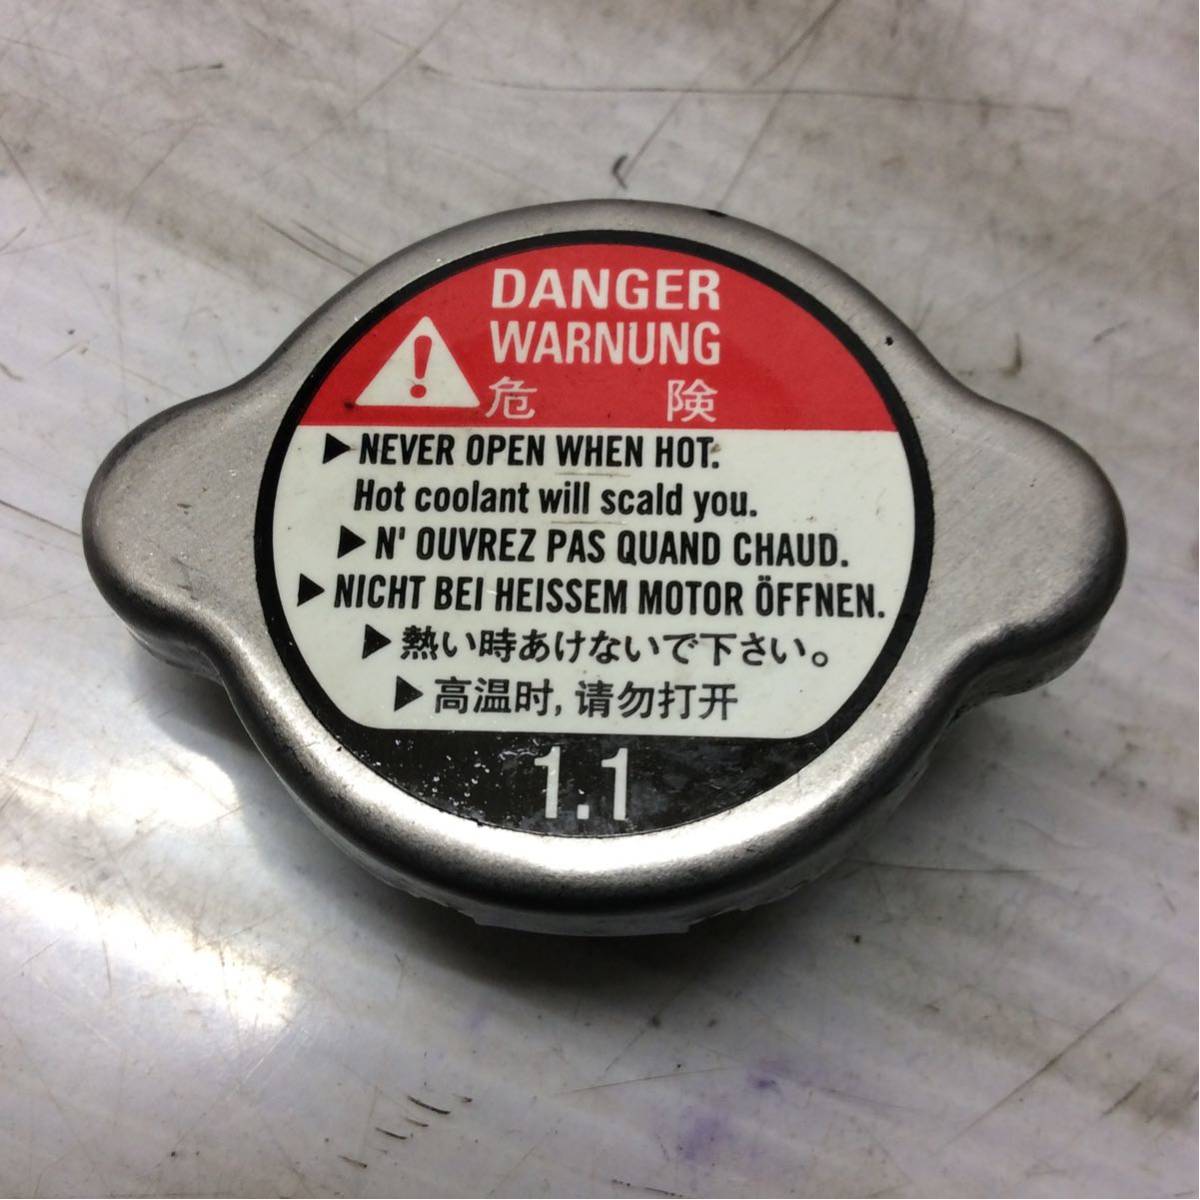 DANGER
WARNUNG
危 険
▶NEVER OPEN WHEN HOT.
Hot coolant will scald you.
▶N' OUVREZ PAS QUAND CHAUD.
▶NICHT BEI HEISSEM MOTOR ÖFFNEN.
▶熱い時あけないで下さい。
▶高温时,请勿打开
1.1